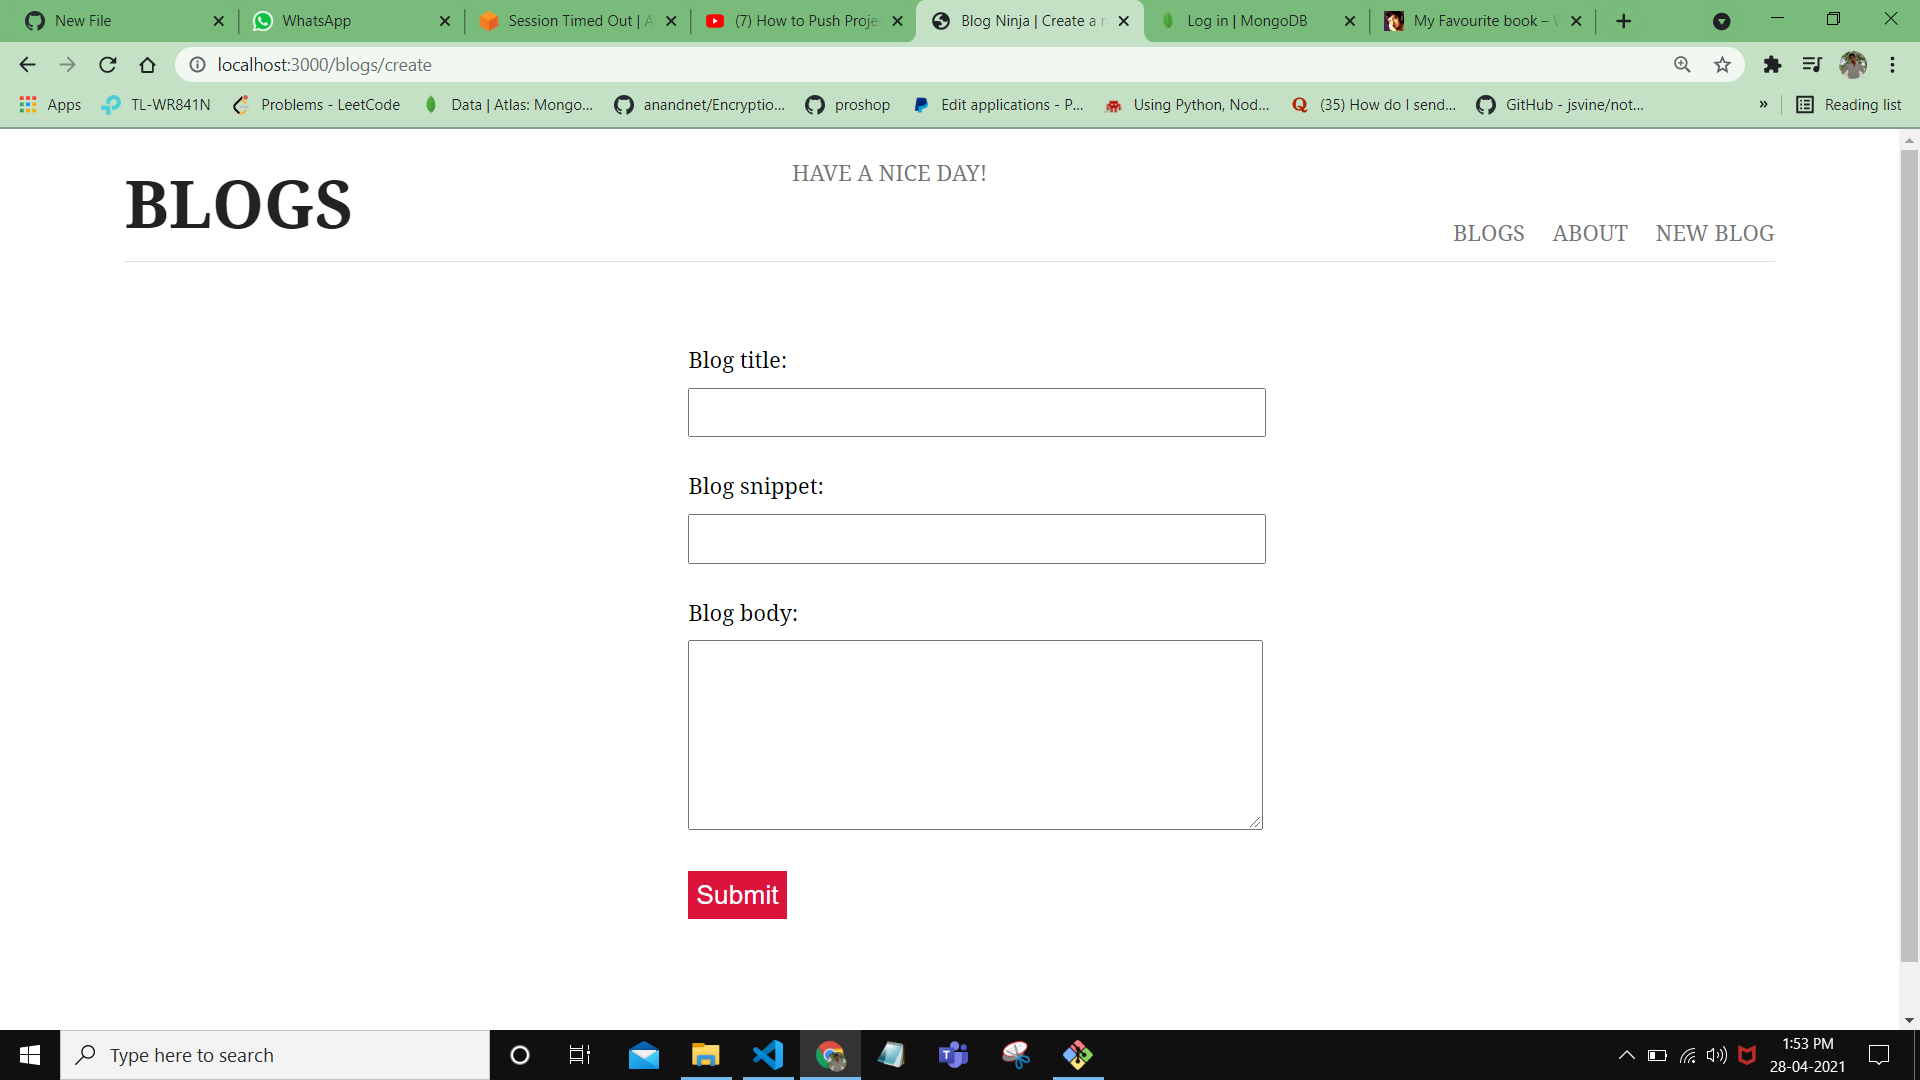 New File
WhatsApp
Session Timed Out | A
(7) How to Push Proje
Blog Ninja | Create a n
Log in | MongoDB
My Favourite book – W
localhost:3000/blogs/create
Apps
TL-WR841N
Problems - LeetCode
Data | Atlas: Mongo...
anandnet/Encryptio...
proshop
Edit applications - P...
Using Python, Nod...
(35) How do I send...
GitHub - jsvine/not...
»
Reading list
HAVE A NICE DAY!
BLOGS
BLOGS ABOUT NEW BLOG
Blog title:
Blog snippet:
Blog body:
Submit
Type here to search
1:53 PM
28-04-2021